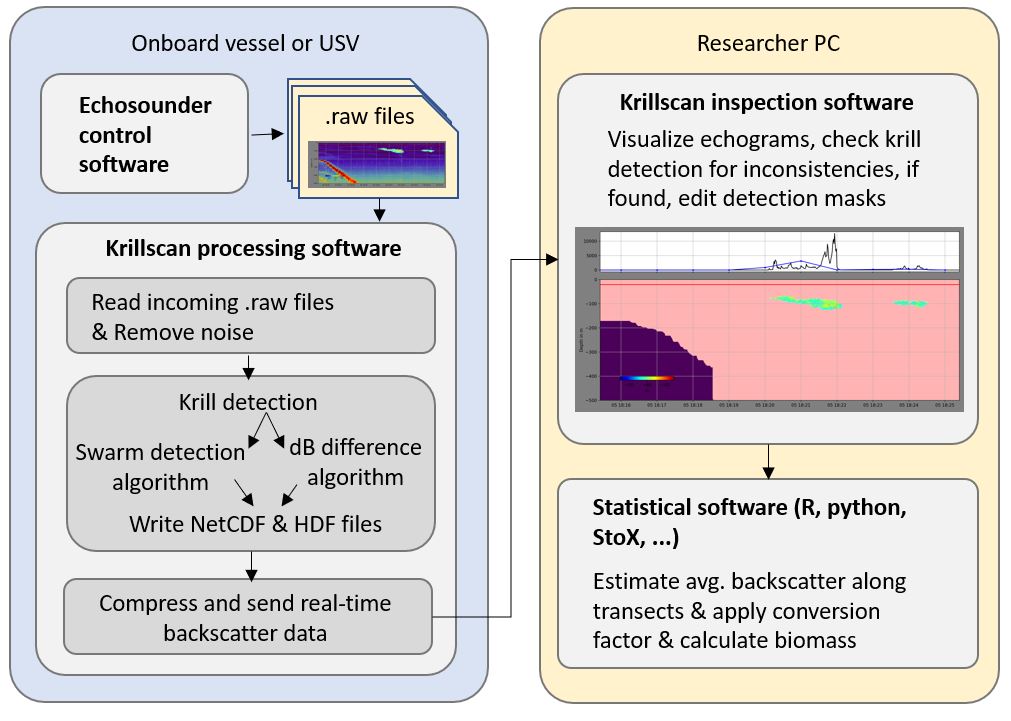 Onboard vessel or USV
Echosounder
control
software
.raw files
Krillscan processing software
Read incoming .raw files
& Remove noise
Krill detection
Swarm detection
algorithm
dB difference
algorithm
Write NetCDF & HDF files
Compress and send real-time
backscatter data
Researcher PC
Krillscan inspection software
Visualize echograms, check krill
detection for inconsistencies, if
found, edit detection masks
10000
5000
0
0
−100
−200
−300
−400
−500
Depth in m
05 18:16 05 18:17 05 18:18 05 18:19 05 18:20 05 18:21 05 18:22 05 18:23 05 18:24 05 18:25
Statistical software (R, python,
StoX, ...)
Estimate avg. backscatter along
transects & apply conversion
factor & calculate biomass